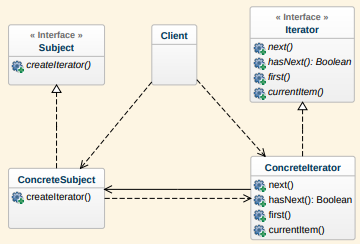 « Interface »
Subject
createIterator()
Client
« Interface »
Iterator
next()
hasNext(): Boolean
first()
currentItem()
ConcreteSubject
createIterator()
ConcreteIterator
next()
hasNext(): Boolean
first()
currentItem()